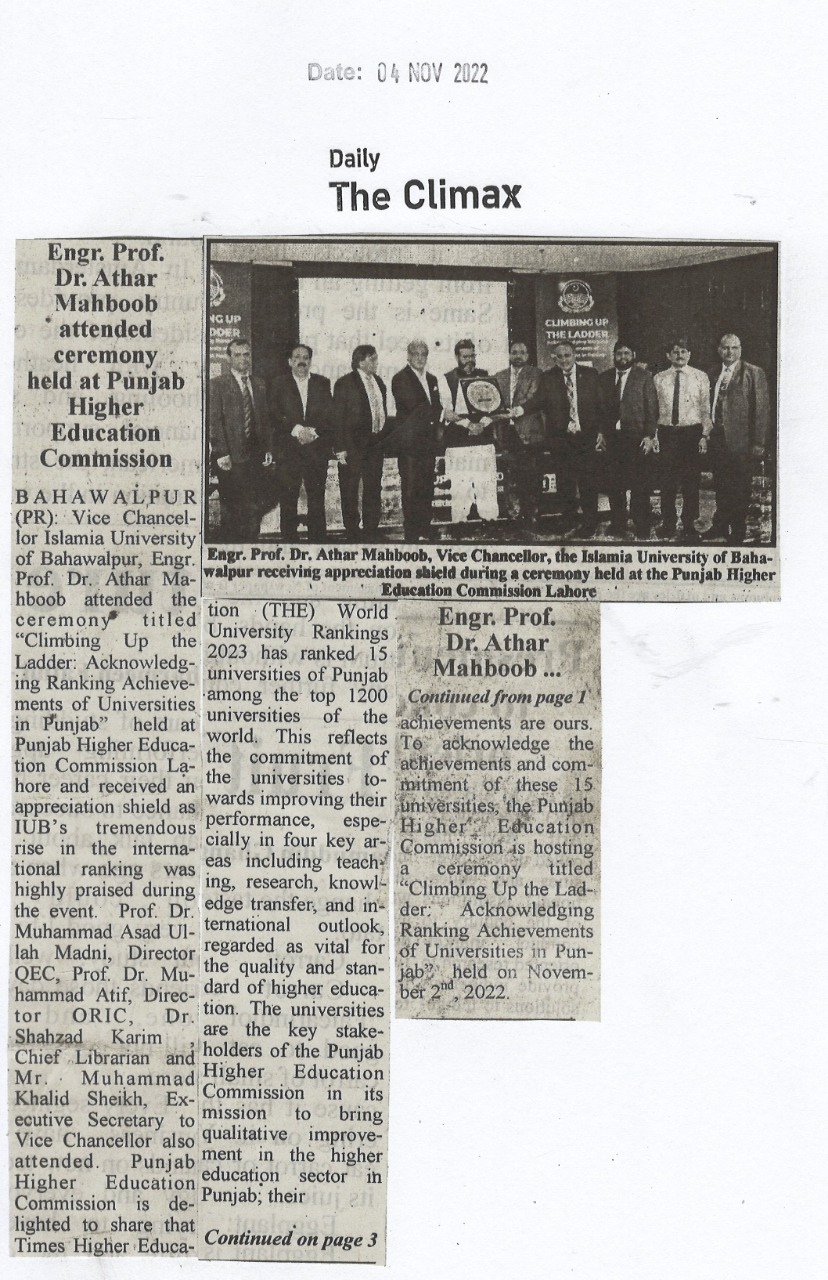 Date: 04 NOV 2022
Daily
The Climax
Engr. Prof.
Dr. Athar
Mahboob
attended
ceremony
held at Punjab
Higher
Education
Commission
BAHAWALPUR
(PR): Vice Chancel-
lor Islamia University
of Bahawalpur, Engr.
Prof. Dr. Athar Ma-
hboob attended the
ceremony titled
“Climbing Up the
Ladder: Acknowledg-
ing Ranking Achieve-
ments of Universities
in Punjab” held at
Punjab Higher Educa-
tion Commission La-
hore and received an
appreciation shield as
IUB’s tremendous
rise in the interna-
tional ranking was
highly praised during
the event. Prof. Dr.
Muhammad Asad Ul-
lah Madni, Director
QEC, Prof. Dr. Mu-
hammad Atif, Direc-
tor ORIC, Dr.
Shahzad Karim ,
Chief Librarian and
Mr. Muhammad
Khalid Sheikh, Ex-
ecutive Secretary to
Vice Chancellor also
attended. Punjab
Higher Education
Commission is de-
lighted to share that
Times Higher Educa-
NG UP
DDER
CLIMBING UP
THE LADDER
Engr. Prof. Dr. Athar Mahboob, Vice Chancellor, the Islamia University of Baha-
walpur receiving appreciation shield during a ceremony held at the Punjab Higher
Education Commission Lahore
tion (THE) World
University Rankings
2023 has ranked 15
universities of Punjab
among the top 1200
universities of the
world. This reflects
the commitment of
the universities to-
wards improving their
performance, espe-
cially in four key ar-
eas including teach-
ing, research, knowl-
edge transfer, and in-
ternational outlook,
regarded as vital for
the quality and stan-
dard of higher educa-
tion. The universities
are the key stake-
holders of the Punjab
Higher Education
Commission in its
mission to bring
qualitative improve-
ment in the higher
education sector in
Punjab; their
Continued on page 3
Engr. Prof.
Dr. Athar
Mahboob ...
Continued from page 1
achievements are ours.
To acknowledge the
achievements and com-
mitment of these 15
universities, the Punjab
Higher Education
Commission is hosting
a ceremony titled
“Climbing Up the Lad-
der: Acknowledging
Ranking Achievements
of Universities in Pun-
jab” held on Novem-
ber 2nd, 2022.